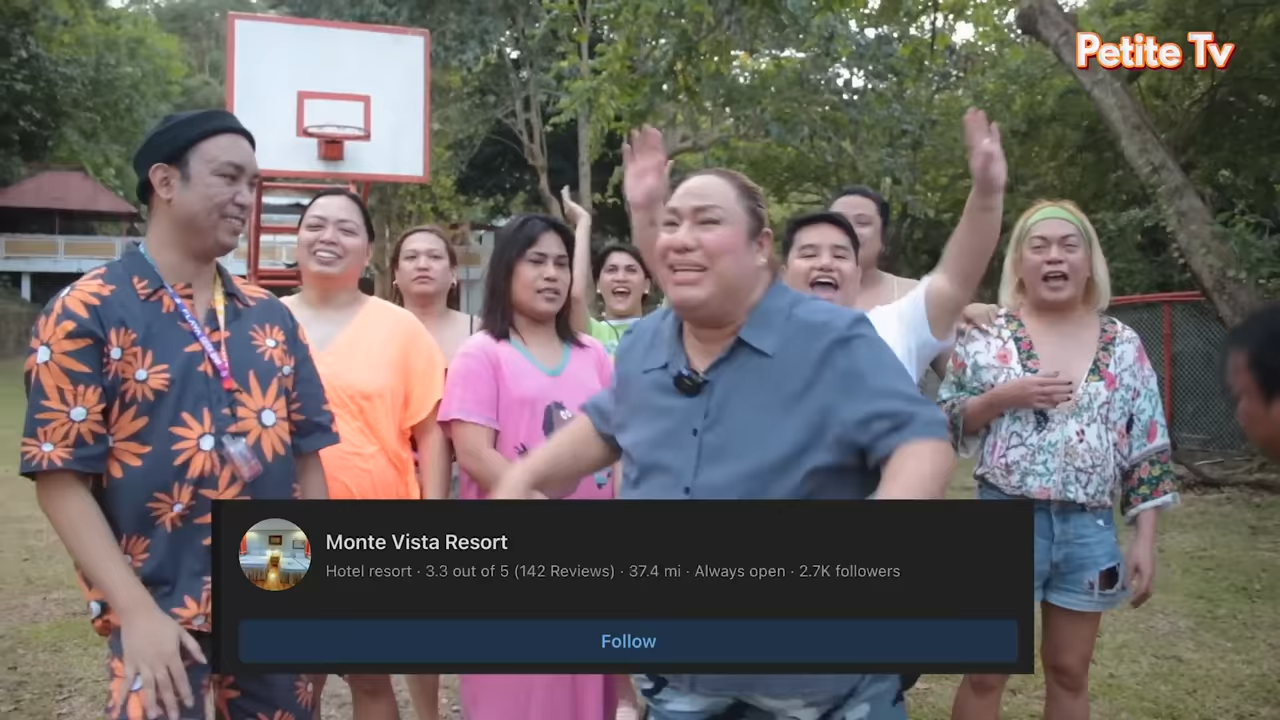 Petite Tv
Monte Vista Resort
Hotel resort · 3.3 out of 5 (142 Reviews) · 37.4 mi · Always open · 2.7K followers
Follow